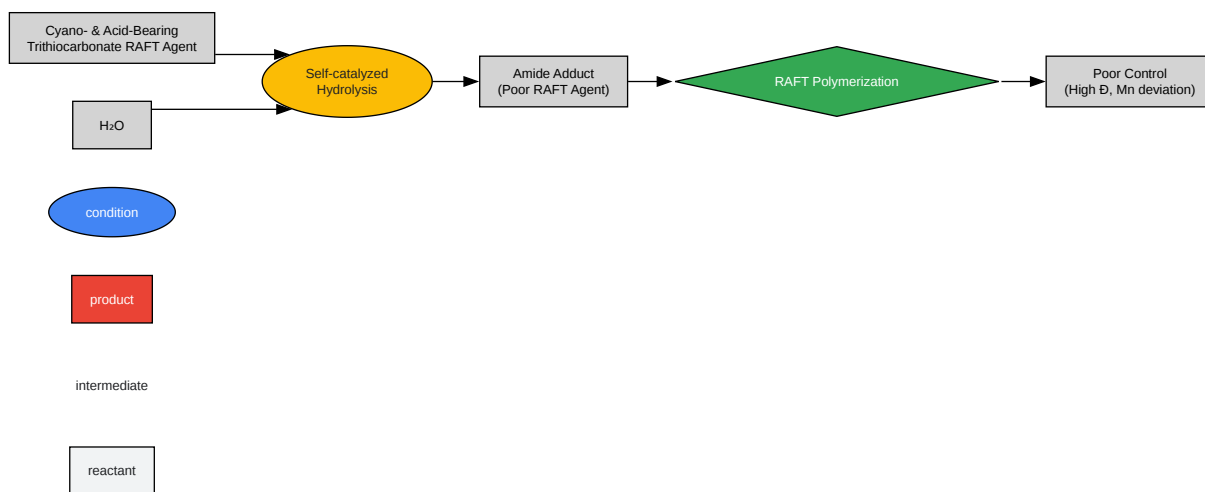 Cyano- & Acid-Bearing
Trithiocarbonate RAFT Agent
Self-catalyzed
Hydrolysis
Amide Adduct
(Poor RAFT Agent)
RAFT Polymerization
Poor Control
(High Đ, Mn deviation)
H₂O
condition
product
intermediate
reactant